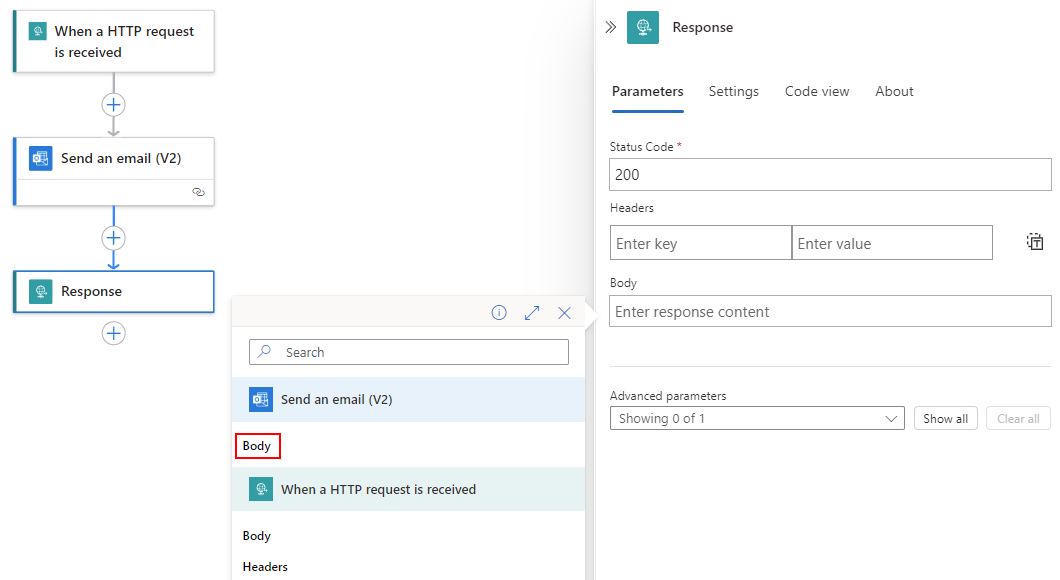 When a HTTP request
is received
Send an email (V2)
Response
Search
Send an email (V2)
Body
When a HTTP request is received
Body
Headers
Response
Parameters Settings Code view About
Status Code *
200
Headers
Enter key Enter value
Body
Enter response content
Advanced parameters
Showing 0 of 1 Show all Clear all